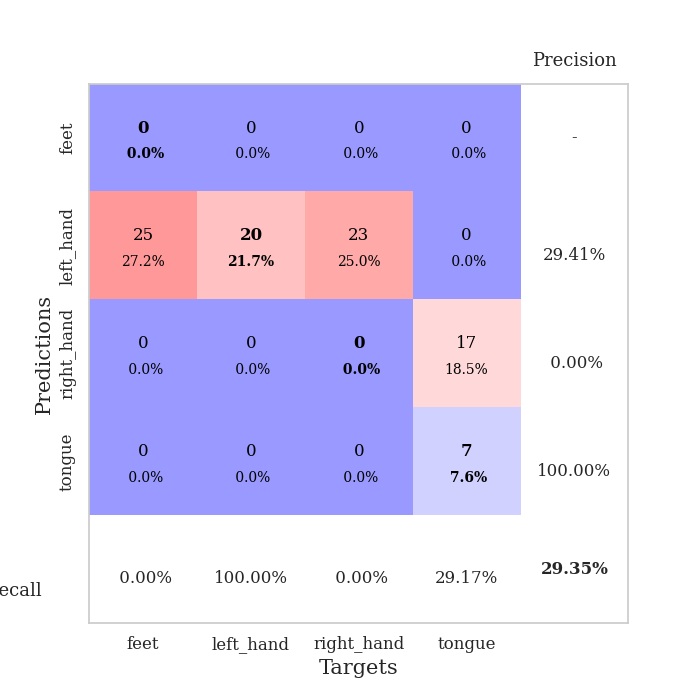 Precision
feet
0 0 0 0 -
0.0% 0.0% 0.0% 0.0%
left_hand
25 20 23 0 29.41%
27.2% 21.7% 25.0% 0.0%
Predictions
right_hand
0 0 0 17 0.00%
0.0% 0.0% 0.0% 18.5%
tongue
0 0 0 7 100.00%
0.0% 0.0% 0.0% 7.6%
ecall 0.00% 100.00% 0.00% 29.17% 29.35%
feet left_hand right_hand tongue
Targets